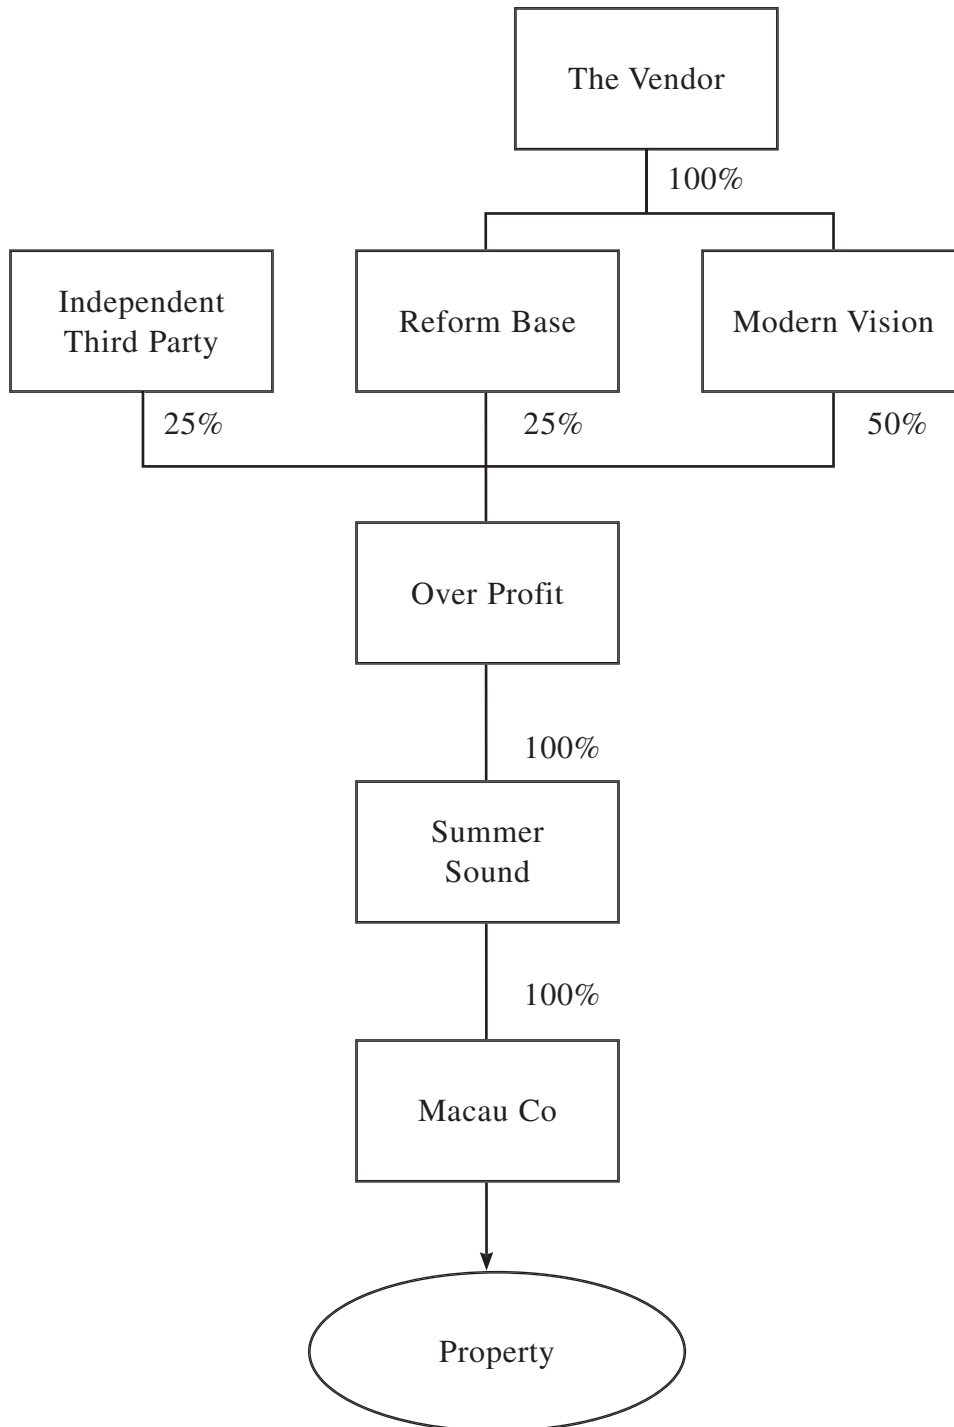 The Vendor
100%
Independent
Third Party
Reform Base
Modern Vision
25%
25%
50%
Over Profit
100%
Summer
Sound
100%
Macau Co
Property